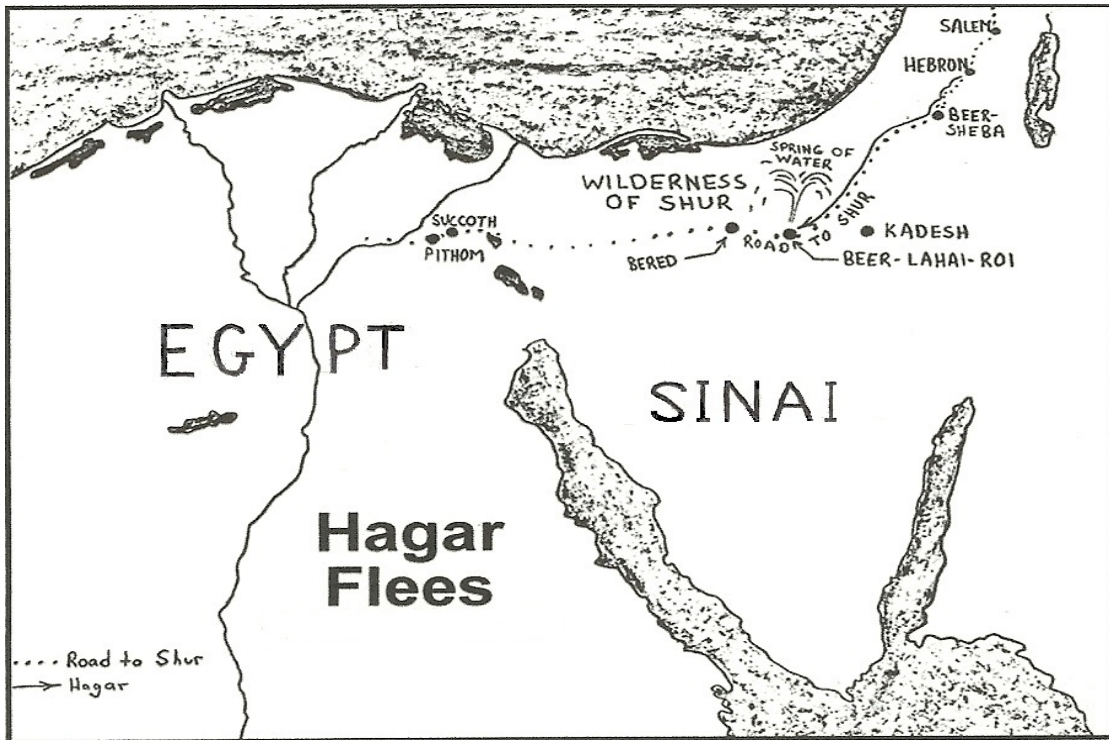 SALEM
HEBRON
BEER-
SHEBA
SPRING OF
WATER
WILDERNESS
OF SHUR
ROAD TO SHUR
KADESH
SUCCOTH
PITHOM
BERED
BEER-LAHAI-ROI
EGYPT
SINAI
Hagar
Flees
Road to Shur
Hagar